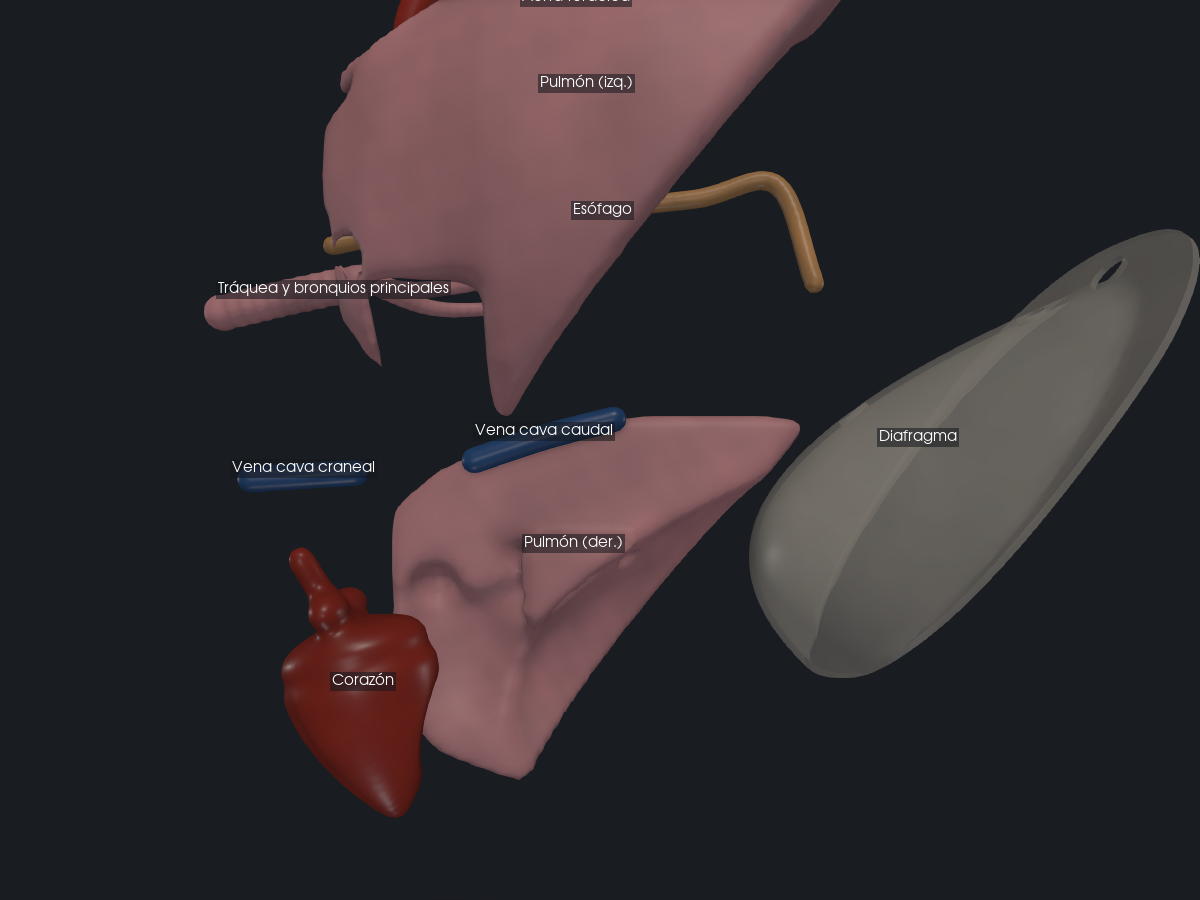 Pulmón (izq.)
Esófago
Tráquea y bronquios principales
Vena cava caudal
Vena cava craneal
Pulmón (der.)
Diafragma
Corazón